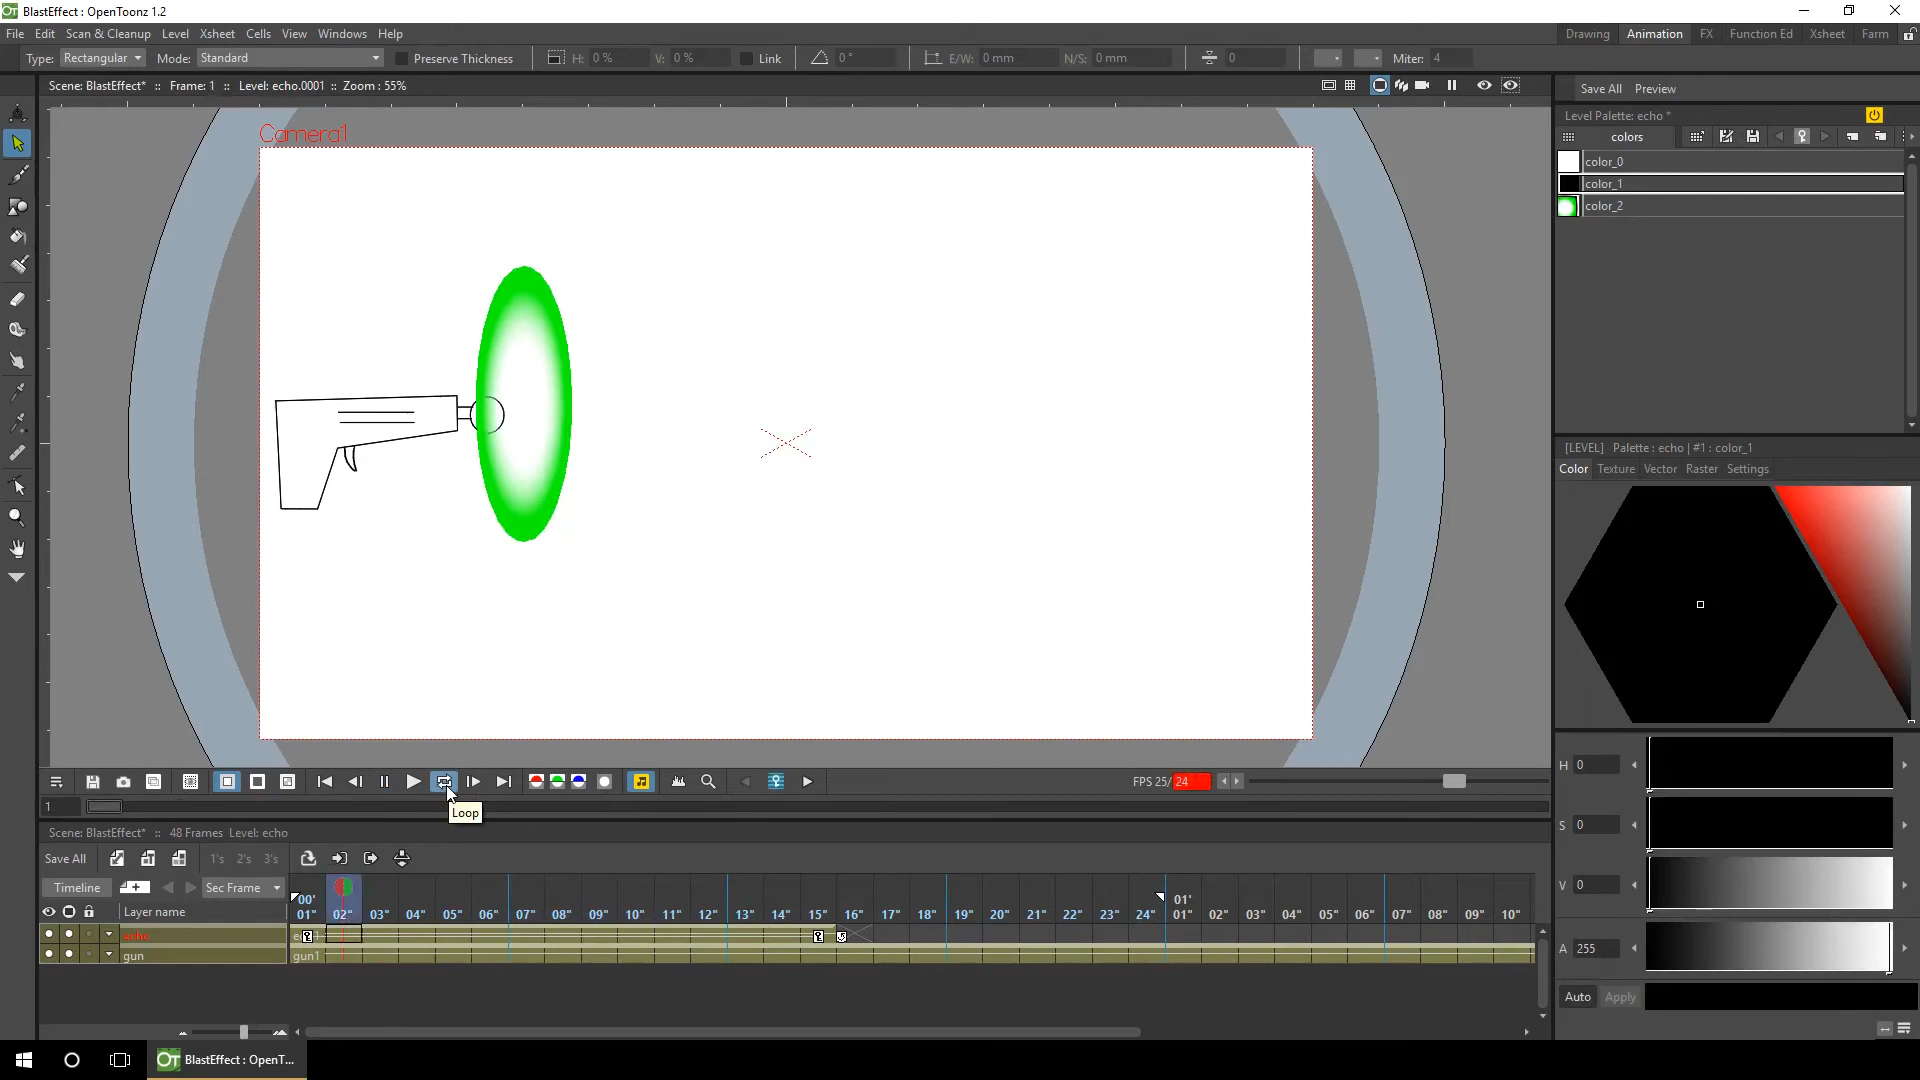 BlastEffect : OpenToonz 1.2
File Edit Scan & Cleanup Level Xsheet Cells View Windows Help
Drawing Animation FX Function Ed Xsheet Farm
Type: Rectangular Mode: Standard Preserve Thickness H: 0 % V: 0 % Link 0 ° E/W: 0 mm N/S: 0 mm 0 Miter: 4
Scene: BlastEffect* :: Frame: 1 :: Level: echo.0001 :: Zoom : 55%
Save All Preview
Level Palette: echo *
colors
color_0
color_1
color_2
Camera1
[LEVEL] Palette : echo | #1 : color_1
Color Texture Vector Raster Settings
H 0
S 0
V 0
A 255
Auto Apply
FPS 25/ 24
Loop
1
Scene: BlastEffect* :: 48 Frames Level: echo
Save All 1's 2's 3's
Timeline Sec Frame
00' 01'
01" 02" 03" 04" 05" 06" 07" 08" 09" 10" 11" 12" 13" 14" 15" 16" 17" 18" 19" 20" 21" 22" 23" 24" 01" 02" 03" 04" 05" 06" 07" 08" 09" 10"
Layer name
echo
gun gun1
BlastEffect : OpenT...